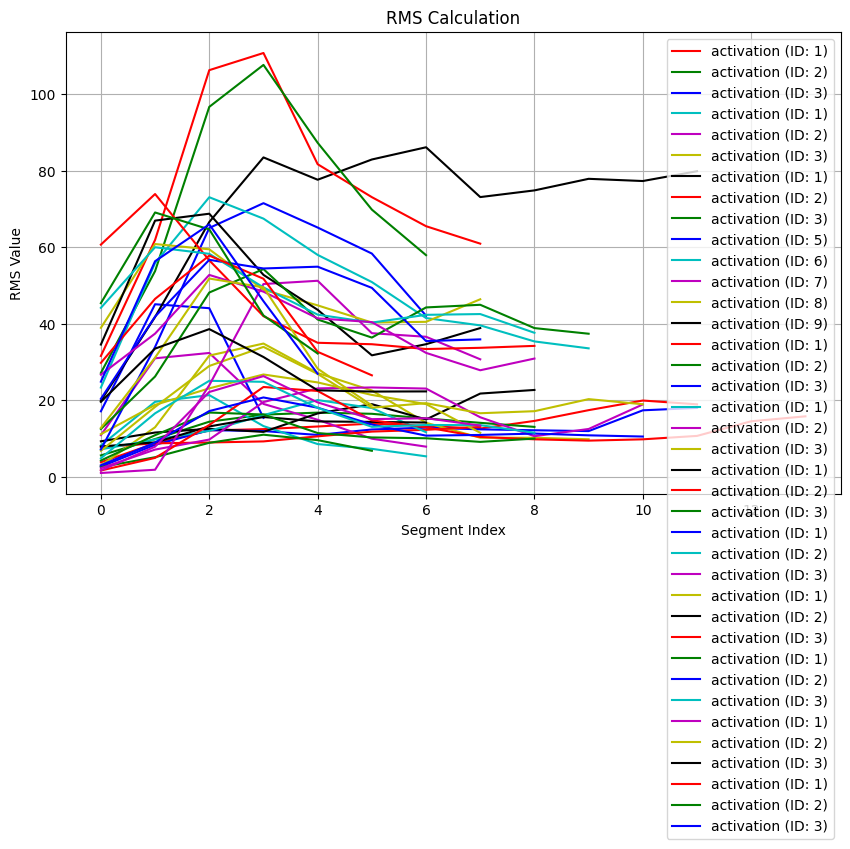 RMS Calculation
RMS Value
100
80
60
40
20
0
0
2
4
6
8
10
Segment Index
activation (ID: 1)
activation (ID: 2)
activation (ID: 3)
activation (ID: 1)
activation (ID: 2)
activation (ID: 3)
activation (ID: 1)
activation (ID: 2)
activation (ID: 3)
activation (ID: 5)
activation (ID: 6)
activation (ID: 7)
activation (ID: 8)
activation (ID: 9)
activation (ID: 1)
activation (ID: 2)
activation (ID: 3)
activation (ID: 1)
activation (ID: 2)
activation (ID: 3)
activation (ID: 1)
activation (ID: 2)
activation (ID: 3)
activation (ID: 1)
activation (ID: 2)
activation (ID: 3)
activation (ID: 1)
activation (ID: 2)
activation (ID: 3)
activation (ID: 1)
activation (ID: 2)
activation (ID: 3)
activation (ID: 1)
activation (ID: 2)
activation (ID: 3)
activation (ID: 1)
activation (ID: 2)
activation (ID: 3)